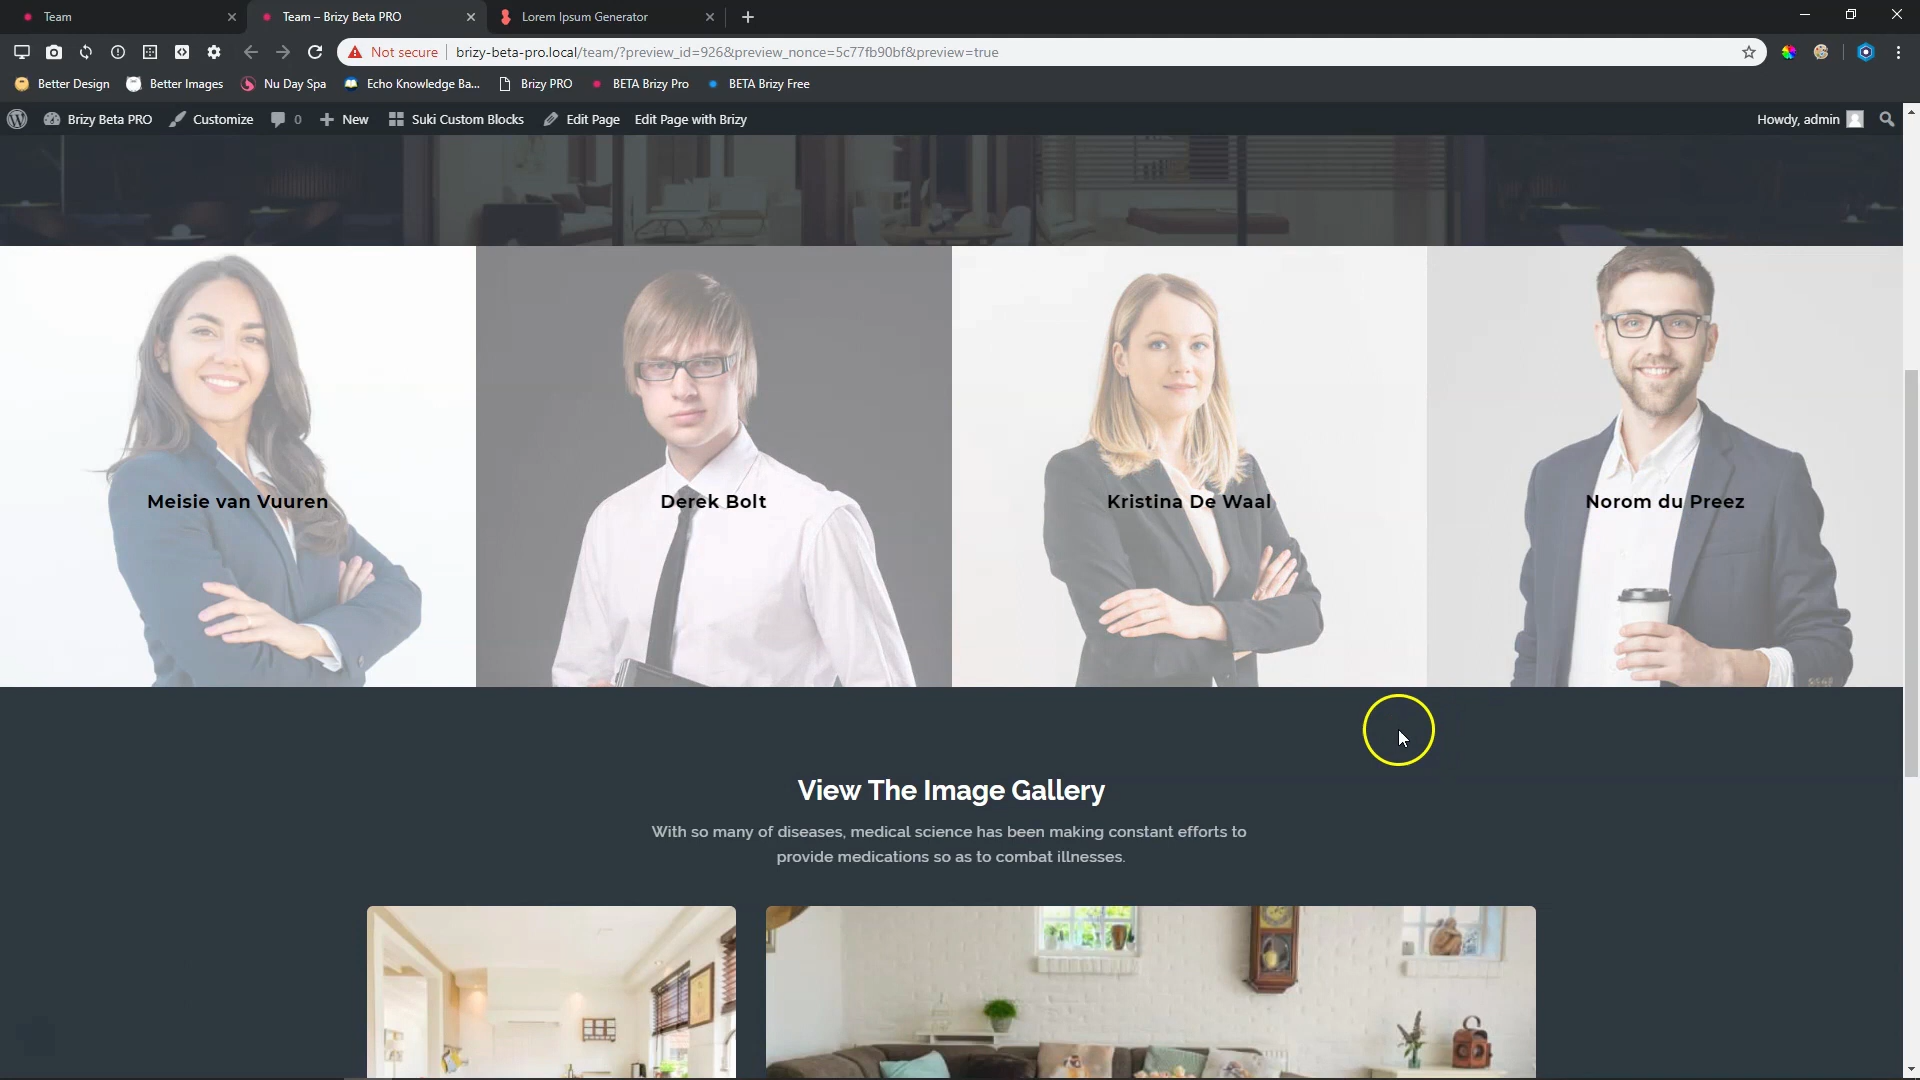 Team
Team – Brizy Beta PRO
Lorem Ipsum Generator
Not secure
brizy-beta-pro.local/team/?preview_id=926&preview_nonce=5c77fb90bf&preview=true
Better Design
Better Images
Nu Day Spa
Echo Knowledge Ba...
Brizy PRO
BETA Brizy Pro
BETA Brizy Free
Brizy Beta PRO
Customize
0
New
Suki Custom Blocks
Edit Page
Edit Page with Brizy
Howdy, admin
Meisie van Vuuren
Derek Bolt
Kristina De Waal
Norom du Preez
View The Image Gallery
With so many of diseases, medical science has been making constant efforts to
provide medications so as to combat illnesses.